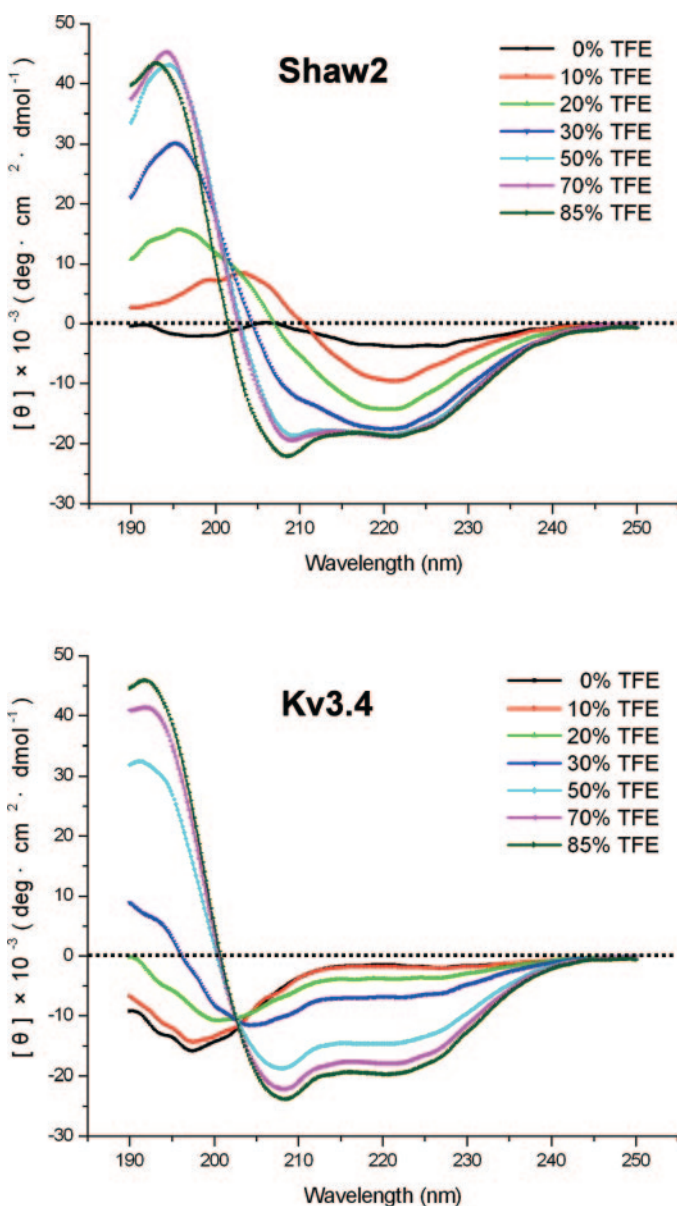 50
40
30
20
10
0
-10
-20
-30
[ θ ] × 10⁻³ ( deg · cm ² · dmol⁻¹ )
Shaw2
0% TFE
10% TFE
20% TFE
30% TFE
50% TFE
70% TFE
85% TFE
190 200 210 220 230 240 250
Wavelength (nm)
50
40
30
20
10
0
-10
-20
-30
[ θ ] × 10⁻³ ( deg · cm ² · dmol⁻¹ )
Kv3.4
0% TFE
10% TFE
20% TFE
30% TFE
50% TFE
70% TFE
85% TFE
190 200 210 220 230 240 250
Wavelength (nm)